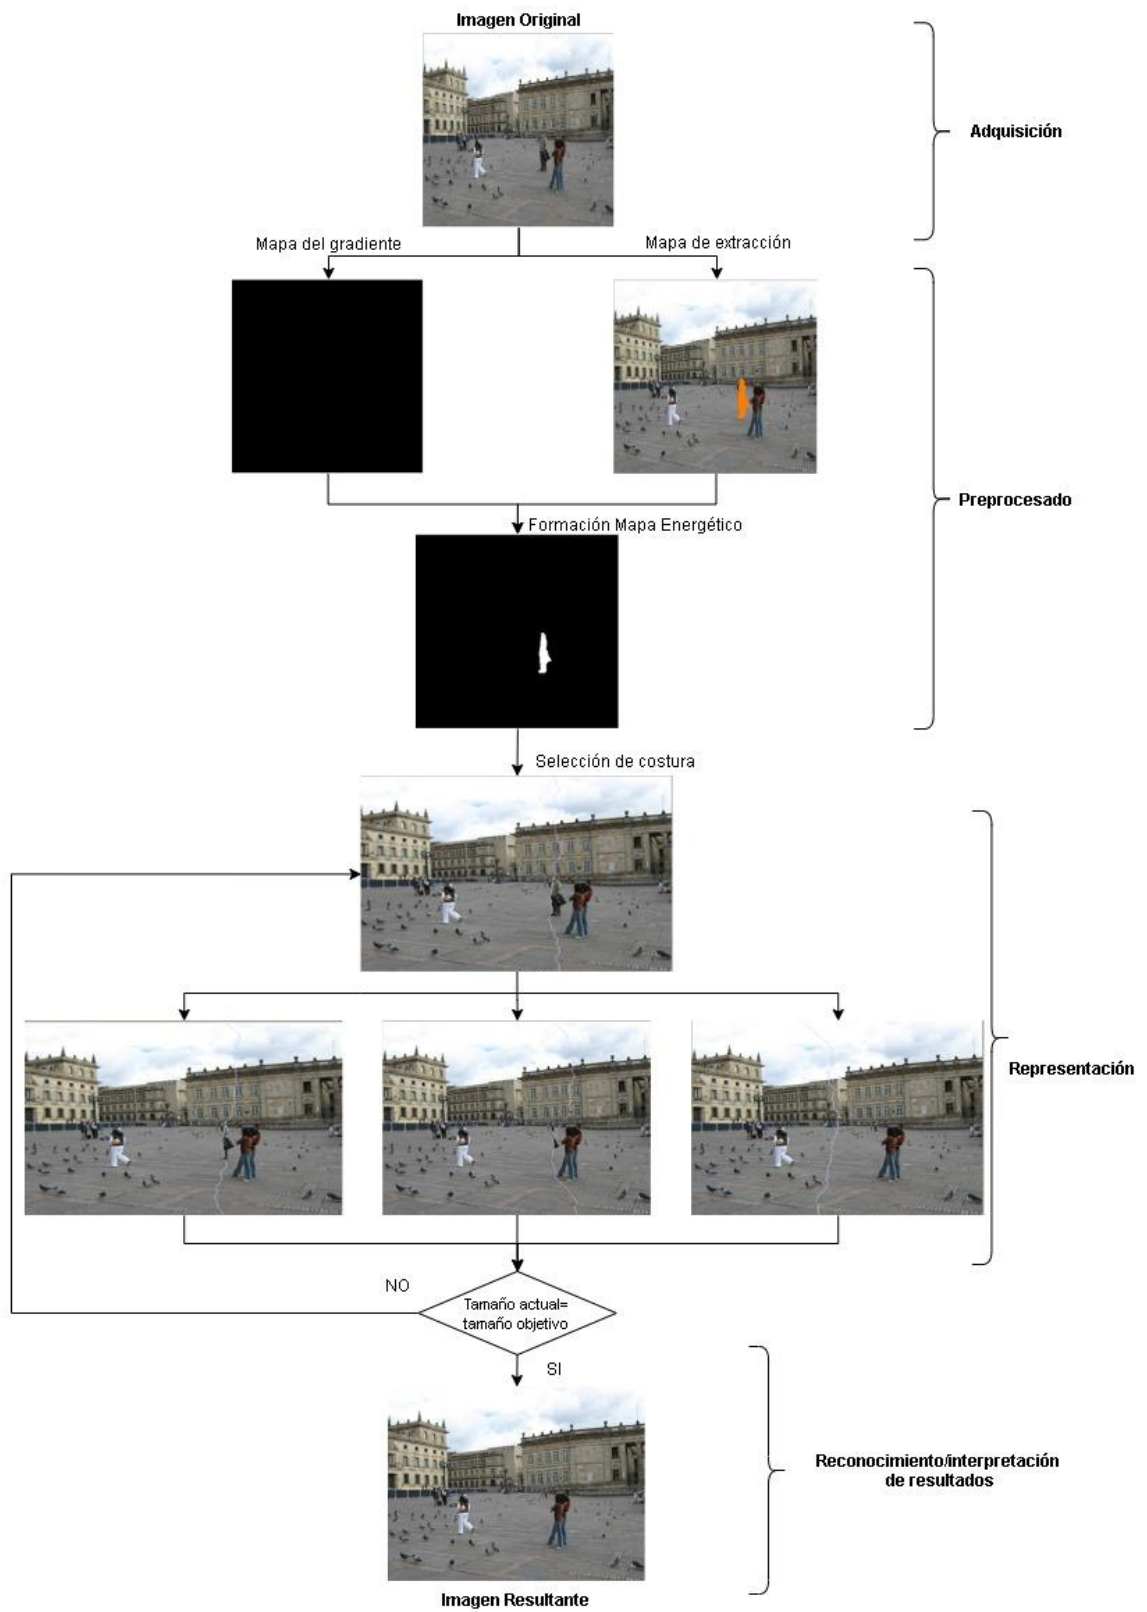 Imagen Original
Adquisición
Mapa del gradiente
Mapa de extracción
Preprocesado
Formación Mapa Energético
Selección de costura
Representación
NO
Tamaño actual=
tamaño objetivo
SI
Reconocimiento/interpretación
de resultados
Imagen Resultante